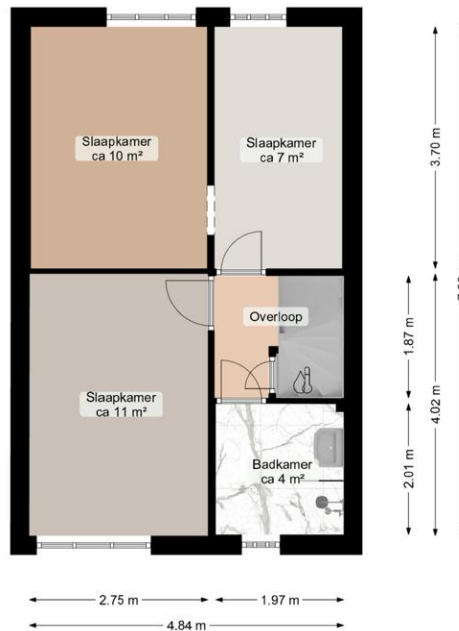 Slaapkamer
ca 10 m²
Slaapkamer
ca 7 m²
3.70 m
Overloop
1.87 m
4.02 m
Slaapkamer
ca 11 m²
Badkamer
ca 4 m²
2.01 m
2.75 m
1.97 m
4.84 m